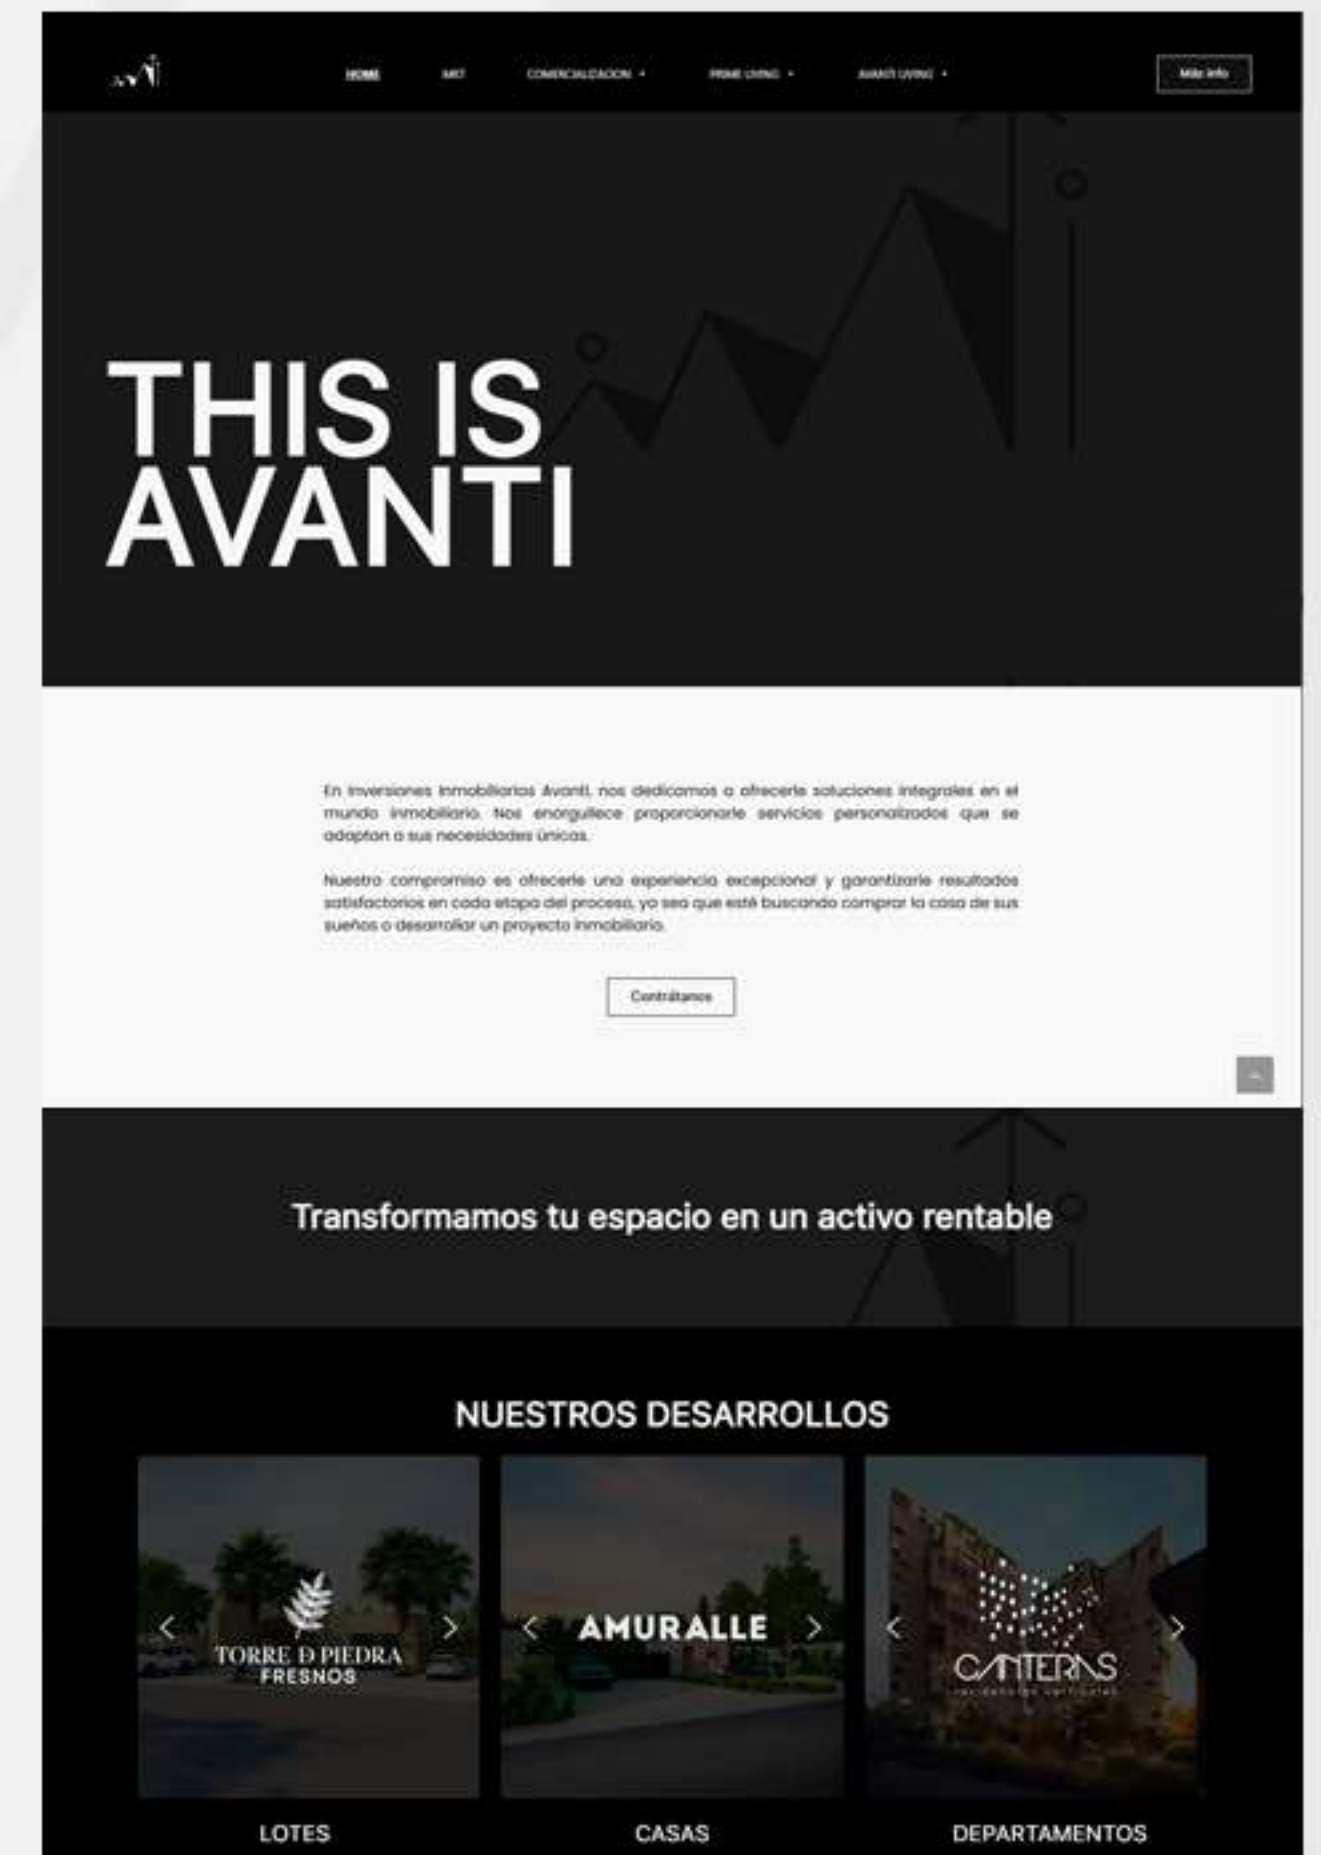 HOME MKT COMERCIALIZACION PRIME LIVING AVANTI LIVING Más info
THIS IS
AVANTI
En Inversiones Inmobiliarias Avanti, nos dedicamos a ofrecerle soluciones integrales en el
mundo inmobiliario. Nos enorgullece proporcionarle servicios personalizados que se
adaptan a sus necesidades únicas.
Nuestro compromiso es ofrecerle una experiencia excepcional y garantizarle resultados
satisfactorios en cada etapa del proceso, ya sea que esté buscando comprar la casa de sus
sueños o desarrollar un proyecto inmobiliario.
Contrátanos
Transformamos tu espacio en un activo rentable
NUESTROS DESARROLLOS
TORRE D PIEDRA
FRESNOS
AMURALLE
CANTERAS
LOTES
CASAS
DEPARTAMENTOS